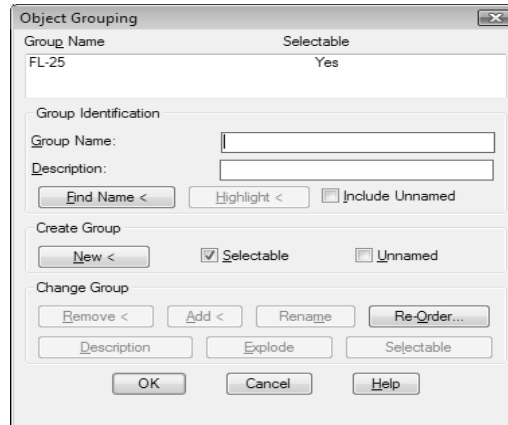 Object Grouping
Group Name Selectable
FL-25 Yes
Group Identification
Group Name:
Description:
Find Name < Highlight < Include Unnamed
Create Group
New < Selectable Unnamed
Change Group
Remove < Add < Rename Re-Order...
Description Explode Selectable
OK Cancel Help